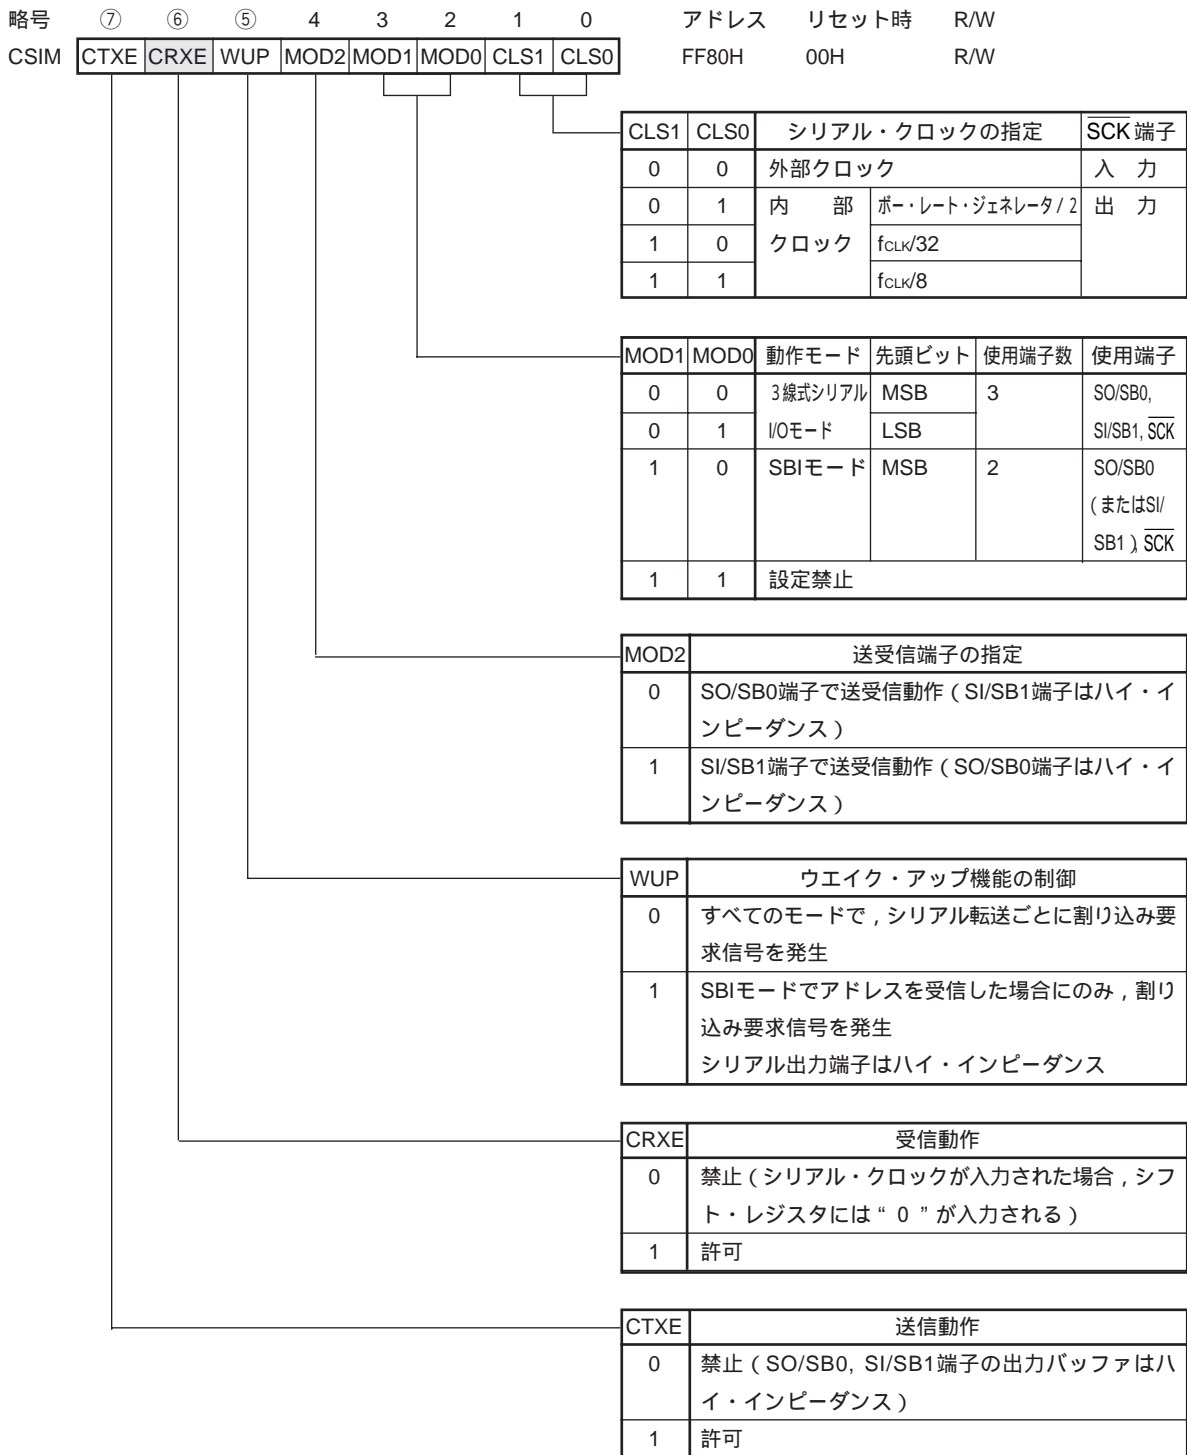 略号 ⑦ ⑥ ⑤ 4 3 2 1 0 アドレス リセット時 R/W
CSIM CTXE CRXE WUP MOD2 MOD1 MOD0 CLS1 CLS0 FF80H 00H R/W
CLS1 CLS0 シリアル・クロックの指定 SCK端子
0 0 外部クロック 入 力
0 1 内 部 ボー・レート・ジェネレータ/2 出 力
1 0 クロック fCLK/32
1 1 fCLK/8
MOD1 MOD0 動作モード 先頭ビット 使用端子数 使用端子
0 0 3線式シリアル MSB 3 SO/SB0,
0 1 I/Oモード LSB SI/SB1, SCK
1 0 SBIモード MSB 2 SO/SB0
(またはSI/
SB1), SCK
1 1 設定禁止
MOD2 送受信端子の指定
0 SO/SB0端子で送受信動作(SI/SB1端子はハイ・イ
ンピーダンス)
1 SI/SB1端子で送受信動作(SO/SB0端子はハイ・イ
ンピーダンス)
WUP ウエイク・アップ機能の制御
0 すべてのモードで,シリアル転送ごとに割り込み要
求信号を発生
1 SBIモードでアドレスを受信した場合にのみ,割り
込み要求信号を発生
シリアル出力端子はハイ・インピーダンス
CRXE 受信動作
0 禁止(シリアル・クロックが入力された場合,シフ
ト・レジスタには“0”が入力される)
1 許可
CTXE 送信動作
0 禁止(SO/SB0, SI/SB1端子の出力バッファはハ
イ・インピーダンス)
1 許可